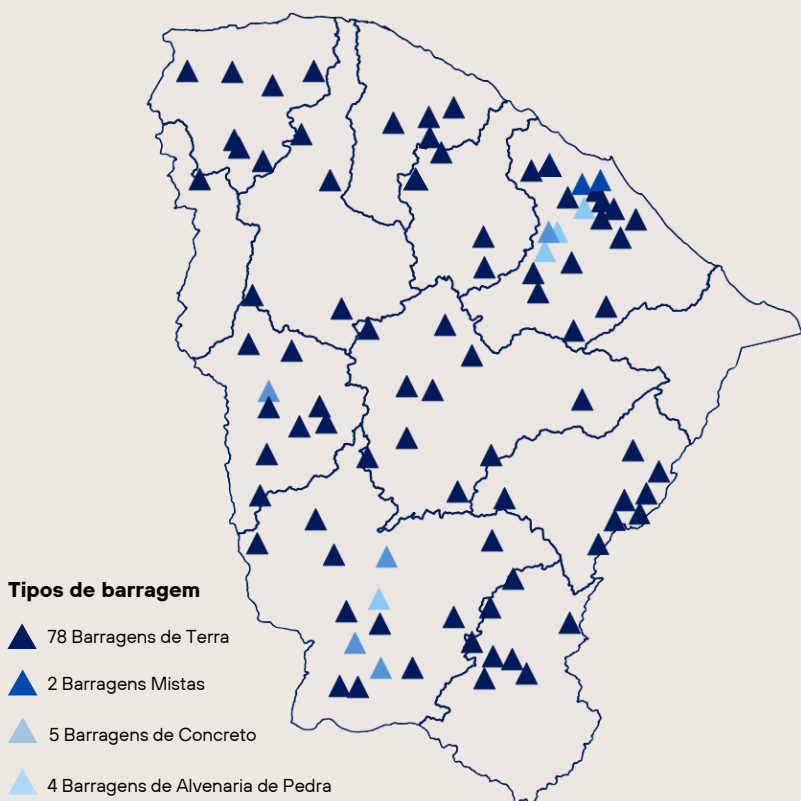 Tipos de barragem
78 Barragens de Terra
2 Barragens Mistas
5 Barragens de Concreto
4 Barragens de Alvenaria de Pedra